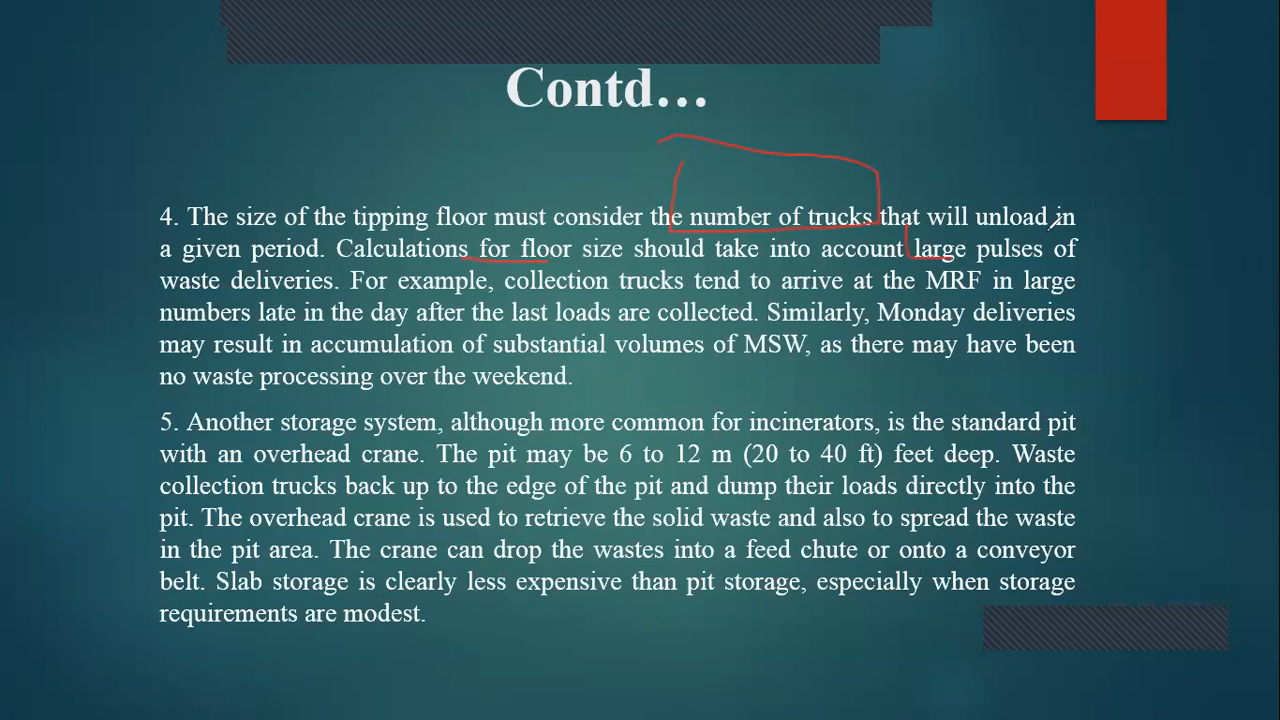 Contd…
4. The size of the tipping floor must consider the number of trucks that will unload in
a given period. Calculations for floor size should take into account large pulses of
waste deliveries. For example, collection trucks tend to arrive at the MRF in large
numbers late in the day after the last loads are collected. Similarly, Monday deliveries
may result in accumulation of substantial volumes of MSW, as there may have been
no waste processing over the weekend.
5. Another storage system, although more common for incinerators, is the standard pit
with an overhead crane. The pit may be 6 to 12 m (20 to 40 ft) feet deep. Waste
collection trucks back up to the edge of the pit and dump their loads directly into the
pit. The overhead crane is used to retrieve the solid waste and also to spread the waste
in the pit area. The crane can drop the wastes into a feed chute or onto a conveyor
belt. Slab storage is clearly less expensive than pit storage, especially when storage
requirements are modest.